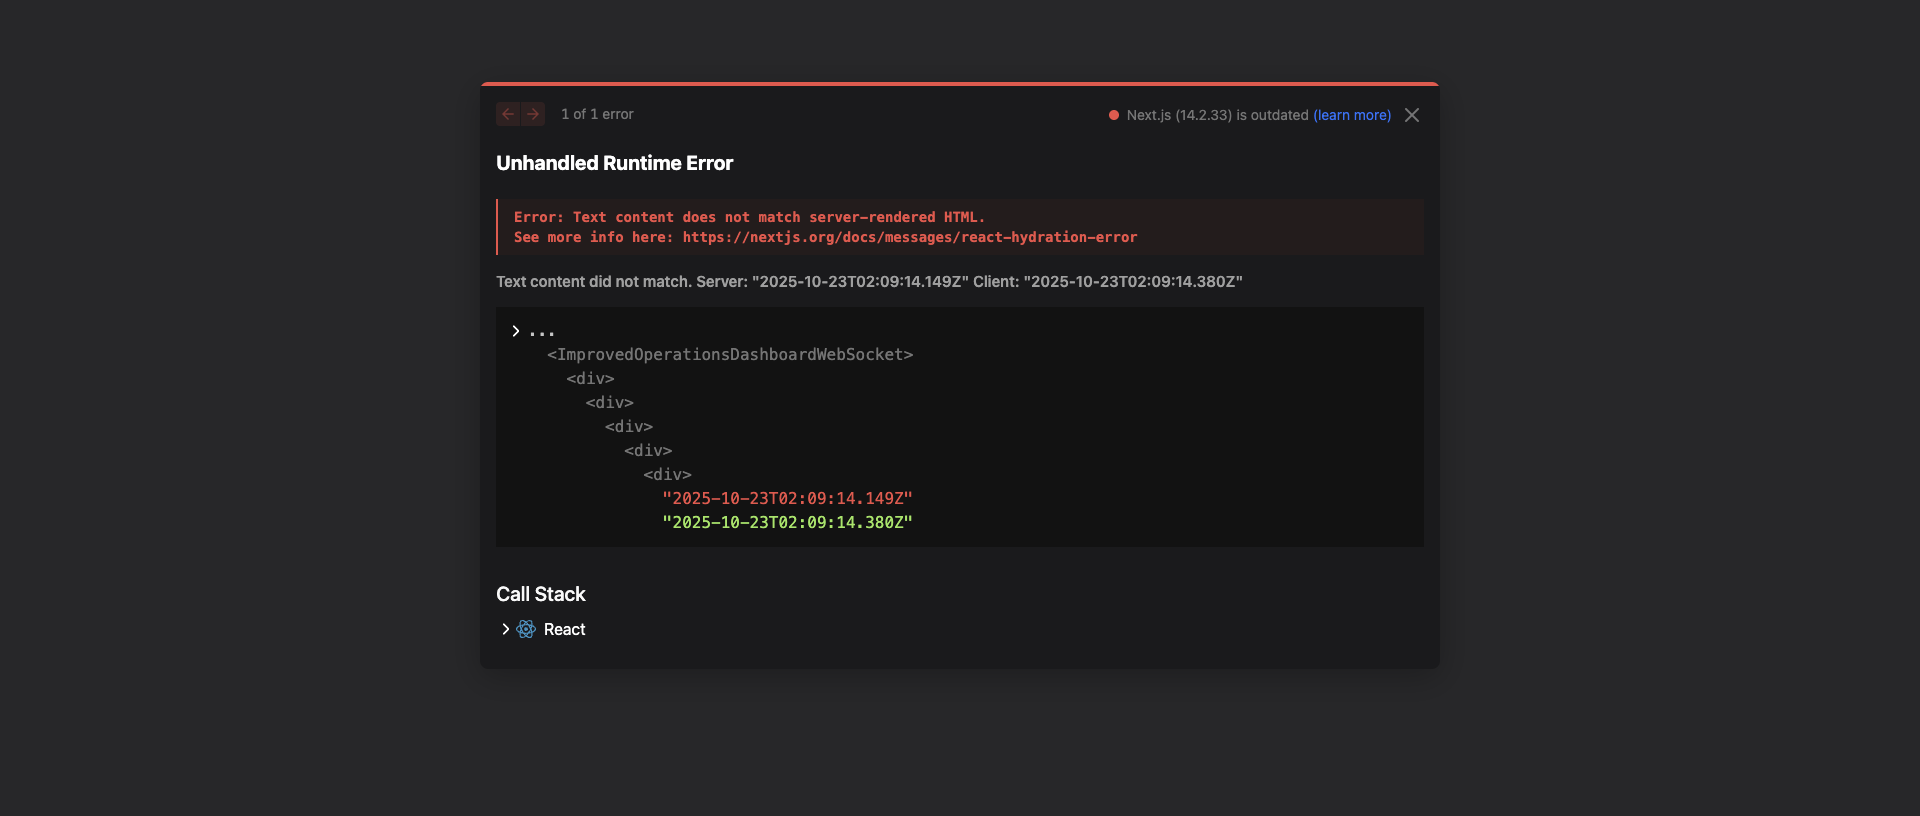 1 of 1 error
Next.js (14.2.33) is outdated (learn more)
Unhandled Runtime Error
Error: Text content does not match server-rendered HTML.
See more info here: https://nextjs.org/docs/messages/react-hydration-error
Text content did not match. Server: "2025-10-23T02:09:14.149Z" Client: "2025-10-23T02:09:14.380Z"
...
<ImprovedOperationsDashboardWebSocket>
<div>
<div>
<div>
<div>
<div>
"2025-10-23T02:09:14.149Z"
"2025-10-23T02:09:14.380Z"
Call Stack
React